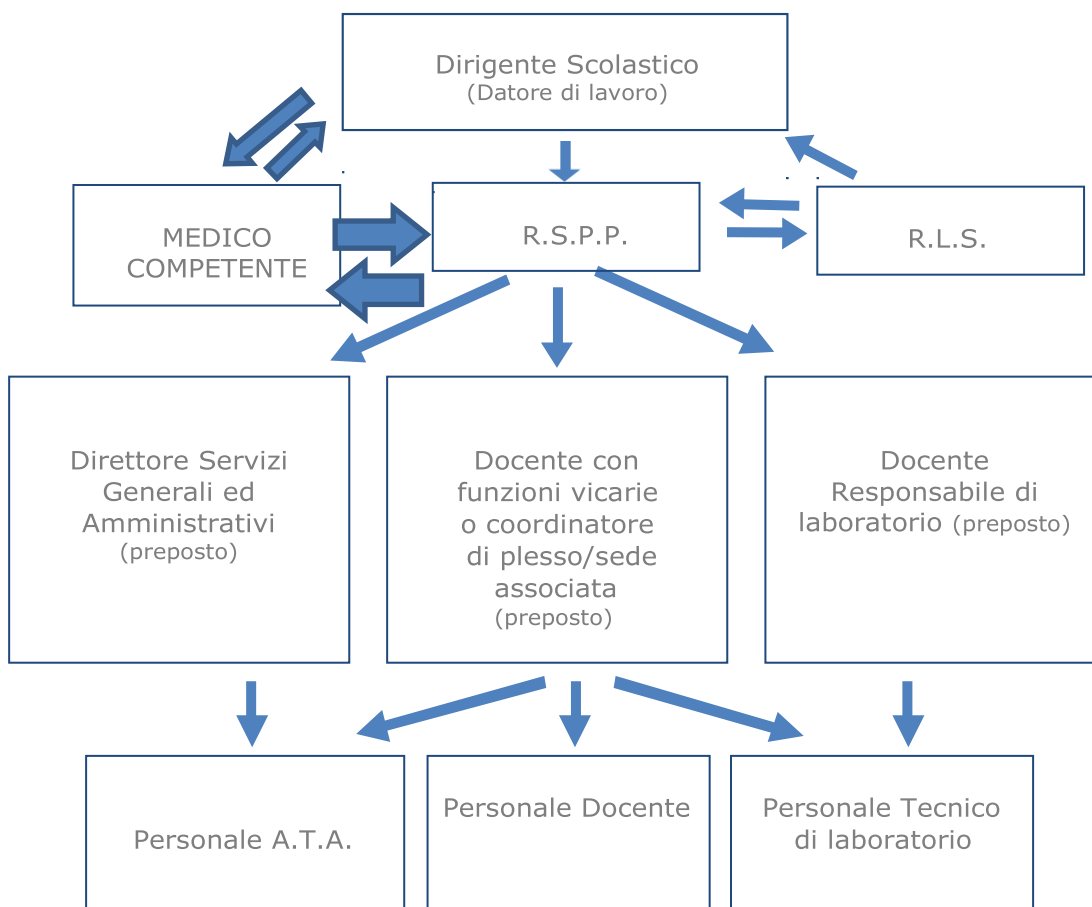 Dirigente Scolastico
(Datore di lavoro)
MEDICO
COMPETENTE
R.S.P.P.
R.L.S.
Direttore Servizi
Generali ed
Amministrativi
(preposto)
Docente con
funzioni vicarie
o coordinatore
di plesso/sede
associata
(preposto)
Docente
Responsabile di
laboratorio (preposto)
Personale A.T.A.
Personale Docente
Personale Tecnico
di laboratorio